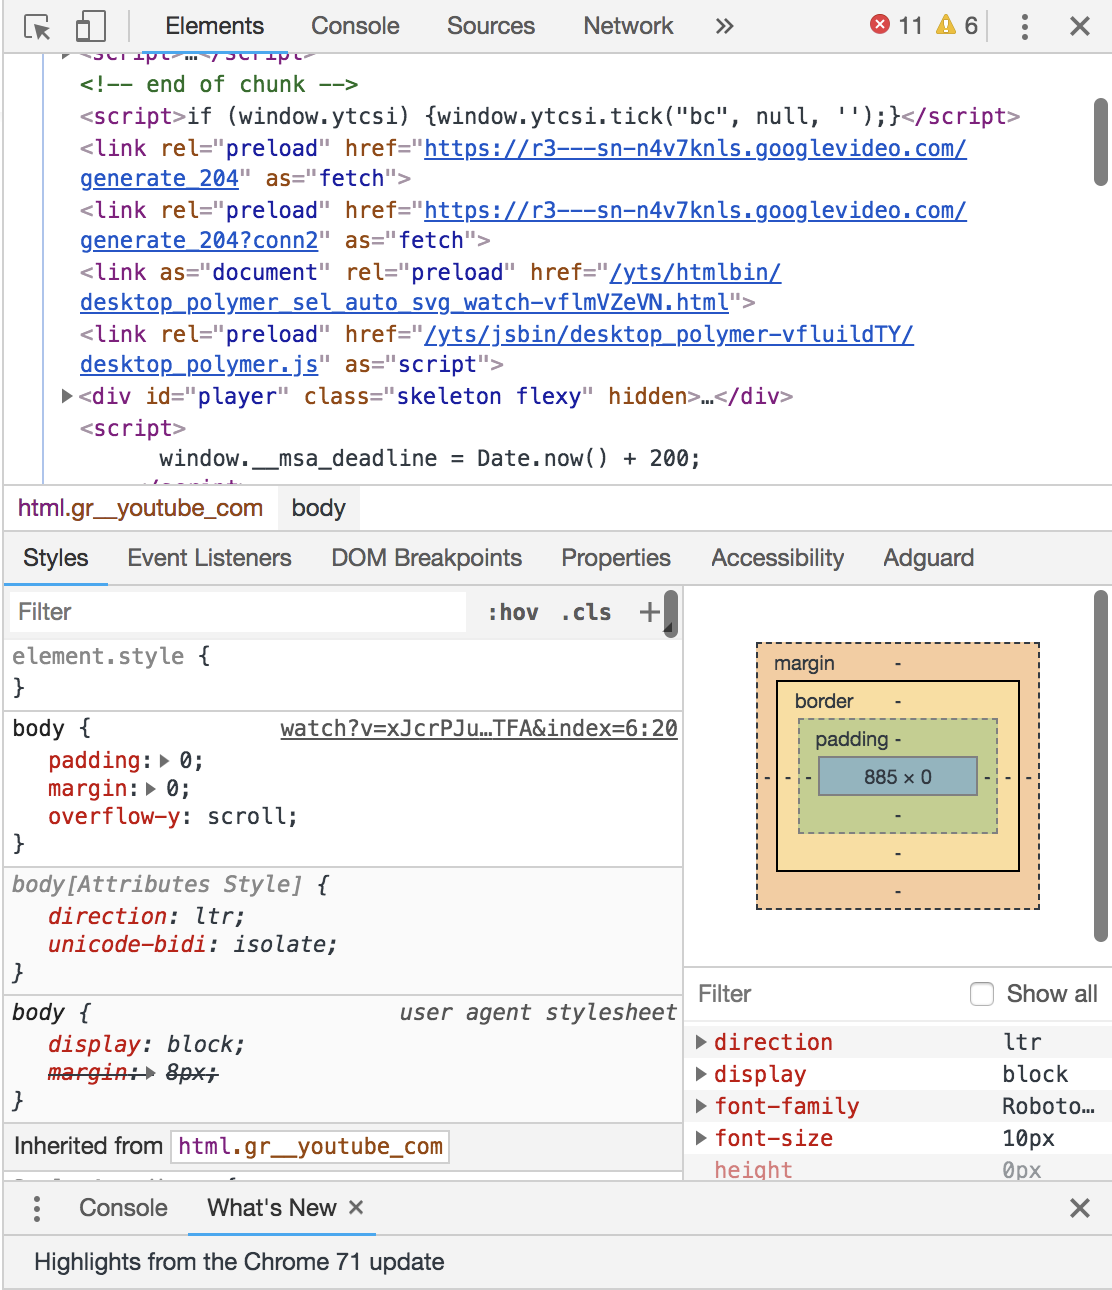 Elements Console Sources Network » 11 6
<script>…</script>
<!-- end of chunk -->
<script>if (window.ytcsi) {window.ytcsi.tick("bc", null, '');}</script>
<link rel="preload" href="https://r3---sn-n4v7knls.googlevideo.com/
generate_204" as="fetch">
<link rel="preload" href="https://r3---sn-n4v7knls.googlevideo.com/
generate_204?conn2" as="fetch">
<link as="document" rel="preload" href="/yts/htmlbin/
desktop_polymer_sel_auto_svg_watch-vflmVZeVN.html">
<link rel="preload" href="/yts/jsbin/desktop_polymer-vfluildTY/
desktop_polymer.js" as="script">
<div id="player" class="skeleton flexy" hidden>…</div>
<script>
window.__msa_deadline = Date.now() + 200;
</script>
html.gr__youtube_com body
Styles Event Listeners DOM Breakpoints Properties Accessibility Adguard
Filter :hov .cls +
element.style {
}
body { watch?v=xJcrPJu…TFA&index=6:20
padding: 0;
margin: 0;
overflow-y: scroll;
}
body[Attributes Style] {
direction: ltr;
unicode-bidi: isolate;
}
body { user agent stylesheet
display: block;
margin: 8px;
}
Inherited from html.gr__youtube_com
margin -
border -
padding -
- - - 885 × 0 - - -
-
-
-
Filter Show all
direction ltr
display block
font-family Roboto…
font-size 10px
height 0px
Console What's New ×
Highlights from the Chrome 71 update